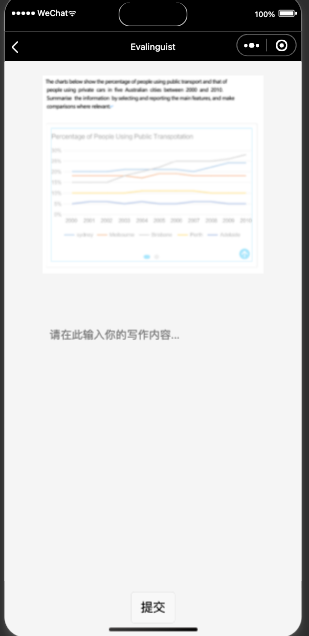 WeChat
100%
Evalinguist
The charts below show the percentage of people using public transport and that of
people using private cars in five Australian cities between 2000 and 2010.
Summarise the information by selecting and reporting the main features, and make
comparisons where relevant.
Percentage of People Using Public Transpotation
2000 2001 2002 2003 2004 2005 2006 2007 2008 2009 2010
sydney Melbourne Brisbane Perth Adelaide
请在此输入你的写作内容...
提交